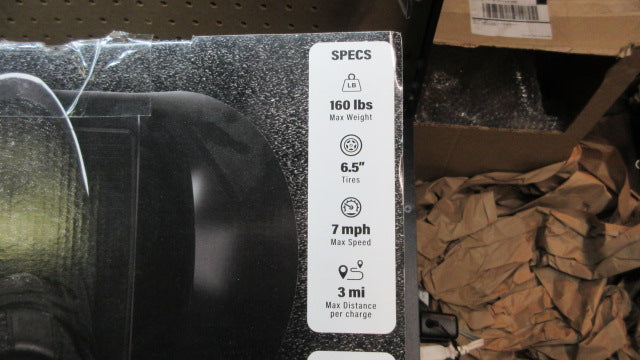 SPECS
LB
160 lbs
Max Weight
6.5"
Tires
7 mph
Max Speed
3 mi
Max Distance
per charge